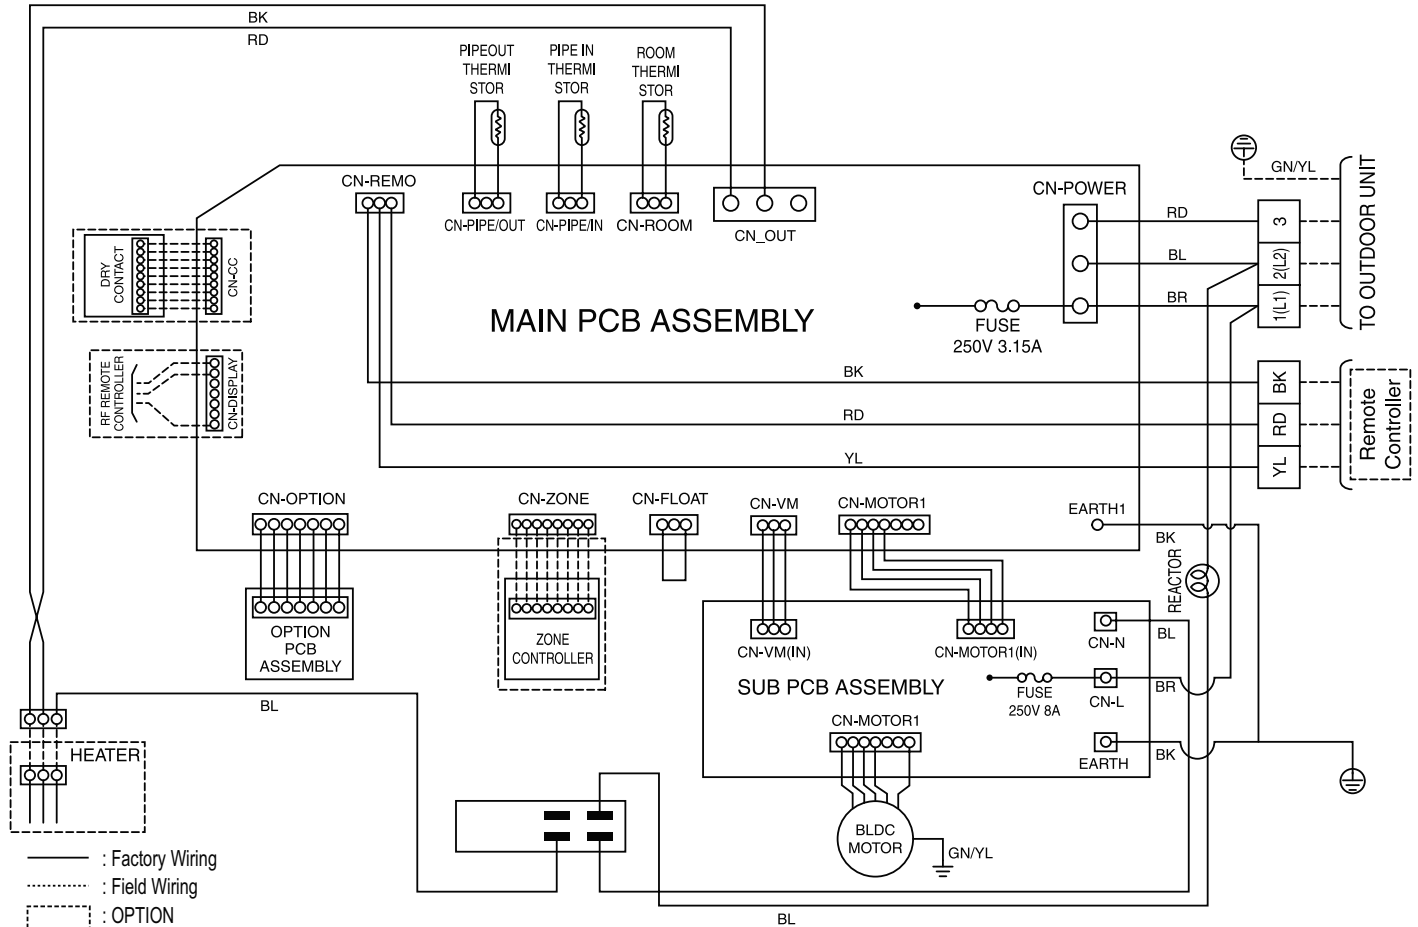 BK
RD
PIPEOUT
THERMI
STOR
PIPE IN
THERMI
STOR
ROOM
THERMI
STOR
CN-REMO
CN-PIPE/OUT
CN-PIPE/IN
CN-ROOM
CN_OUT
CN-POWER
GN/YL
RD
BL
BR
3
2(L2)
1(L1)
TO OUTDOOR UNIT
DRY
CONTACT
CN-CC
MAIN PCB ASSEMBLY
FUSE
250V 3.15A
RF REMOTE
CONTROLLER
CN-DISPLAY
BK
RD
YL
BK
RD
YL
Remote
Controller
CN-OPTION
CN-ZONE
CN-FLOAT
CN-VM
CN-MOTOR1
EARTH1
BK
REACTOR
OPTION
PCB
ASSEMBLY
ZONE
CONTROLLER
CN-VM(IN)
CN-MOTOR1(IN)
CN-N
BL
SUB PCB ASSEMBLY
FUSE
250V 8A
CN-L
BR
CN-MOTOR1
EARTH
BK
BL
HEATER
BLDC
MOTOR
GN/YL
BL
: Factory Wiring
: Field Wiring
: OPTION